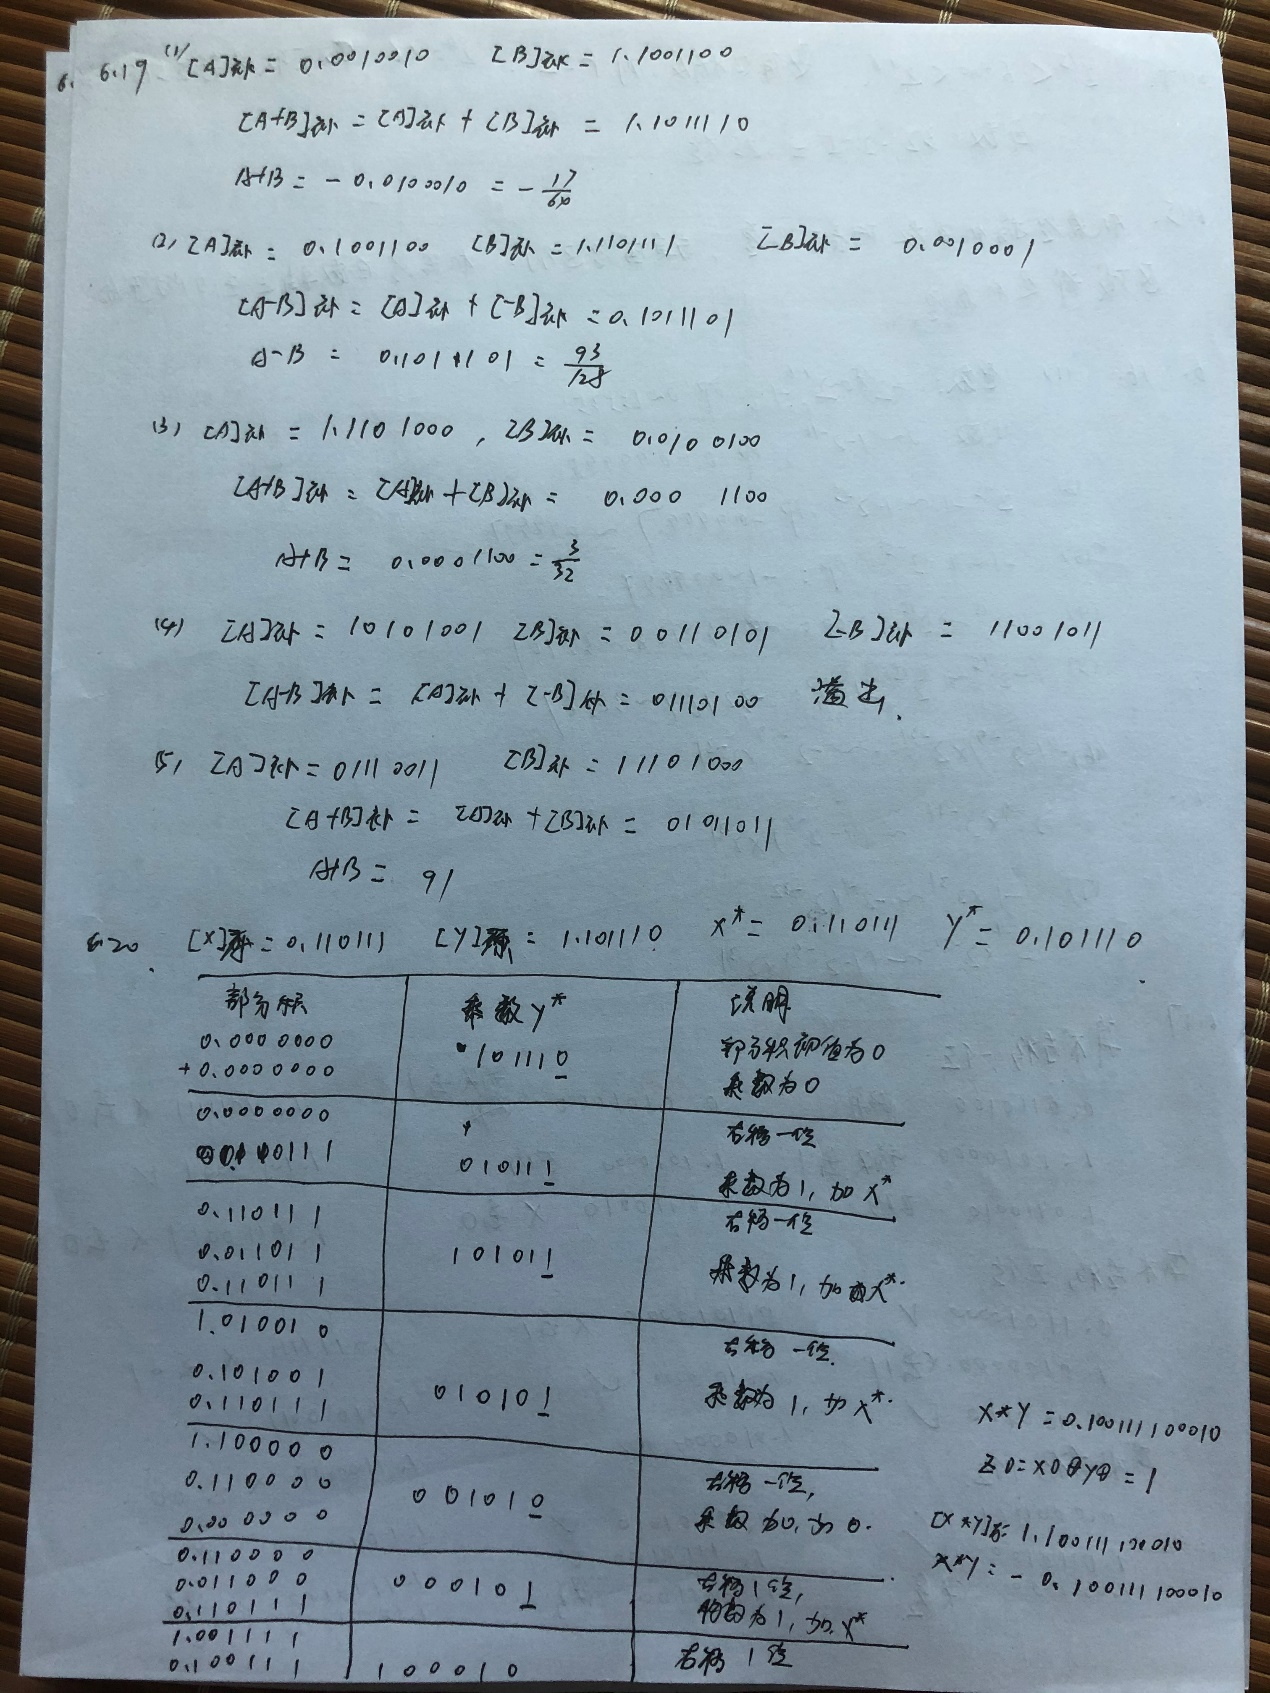 6.19 (1) [A]补 = 0.0010010 [B]补 = 1.1001100
[A+B]补 = [A]补 + [B]补 = 1.1011110
A+B = -0.0100010 = -17/64
(2) [A]补 = 0.1001100 [B]补 = 1.1101111 [B]补 = 0.0010001
[A-B]补 = [A]补 + [-B]补 = 0.1011101
A-B = 0.1011101 = 93/128
(3) [A]补 = 1.1101000, [B]补 = 0.0100100
[A+B]补 = [A]补 + [B]补 = 0.0001100
A+B = 0.0001100 = 3/32
(4) [A]补 = 10101001 [B]补 = 00110101 [-B]补 = 11001011
[A-B]补 = [A]补 + [-B]补 = 01110100 溢出.
(5) [A]补 = 01110011 [B]补 = 11101000
[A+B]补 = [A]补 + [B]补 = 01011011
A+B = 91
6.20. [X]原 = 0.110111 [Y]原 = 1.101110 X* = 0.110111 Y* = 0.101110
部分积 乘数Y* 说明
0.0000000 101110 部分积初值为0
+0.0000000 乘数为0
0.0000000 右移一位
010111 乘数为1, 加X*
0.110111 右移一位
0.011011 101011
0.110111 乘数为1, 加X*.
1.010010 右移一位.
0.101001 010101 乘数为1, 加X*.
0.110111
1.100000 右移一位,
0.110000 001010
0.000000 乘数为0, 加0.
0.110000
0.011000 000101 右移1位,
0.110111 乘数为1, 加X*
1.001111 右移1位
0.100111 100010
X*Y = 0.100111100010
Z0 = X0⊕Y0 = 1
[X*Y]原 = 1.100111100010
X*Y = -0.100111100010